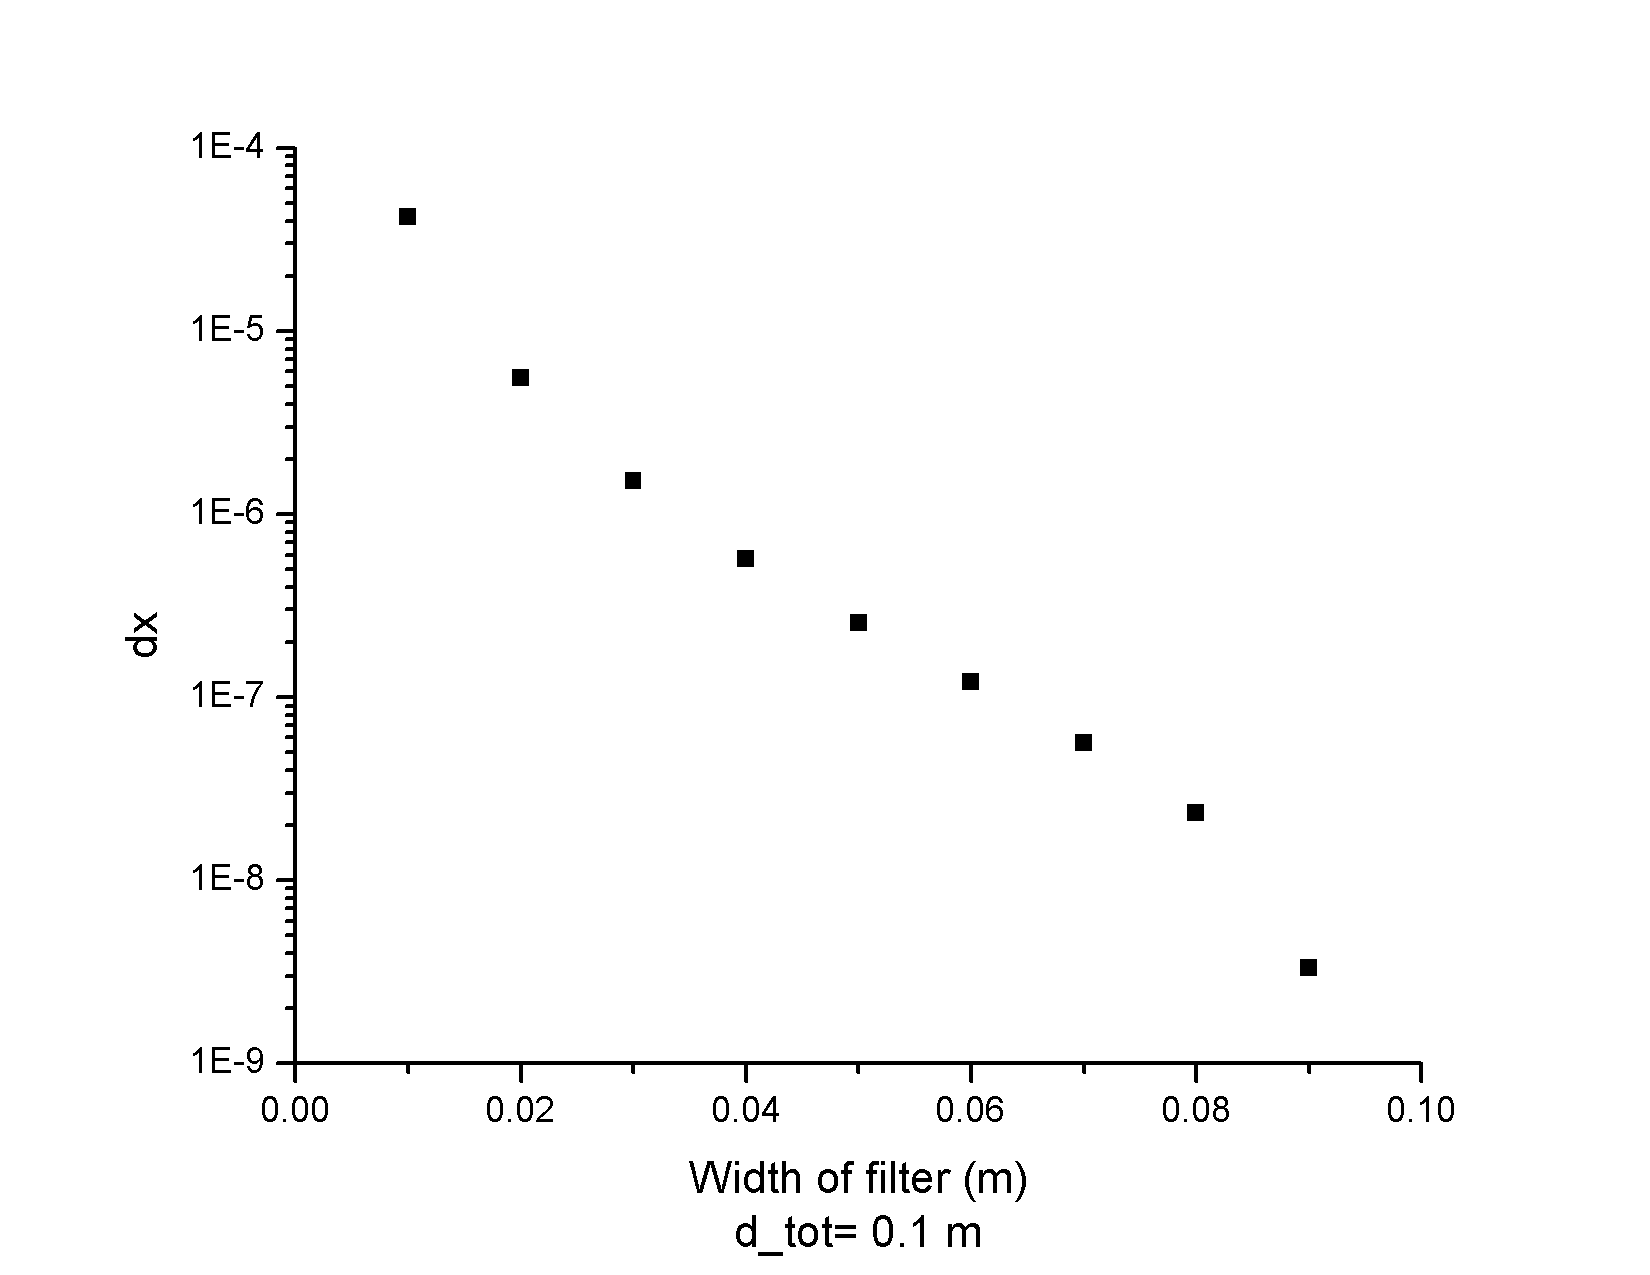 1E-4
1E-5
1E-6
1E-7
1E-8
1E-9
dx
0.00 0.02 0.04 0.06 0.08 0.10
Width of filter (m)
d_tot= 0.1 m